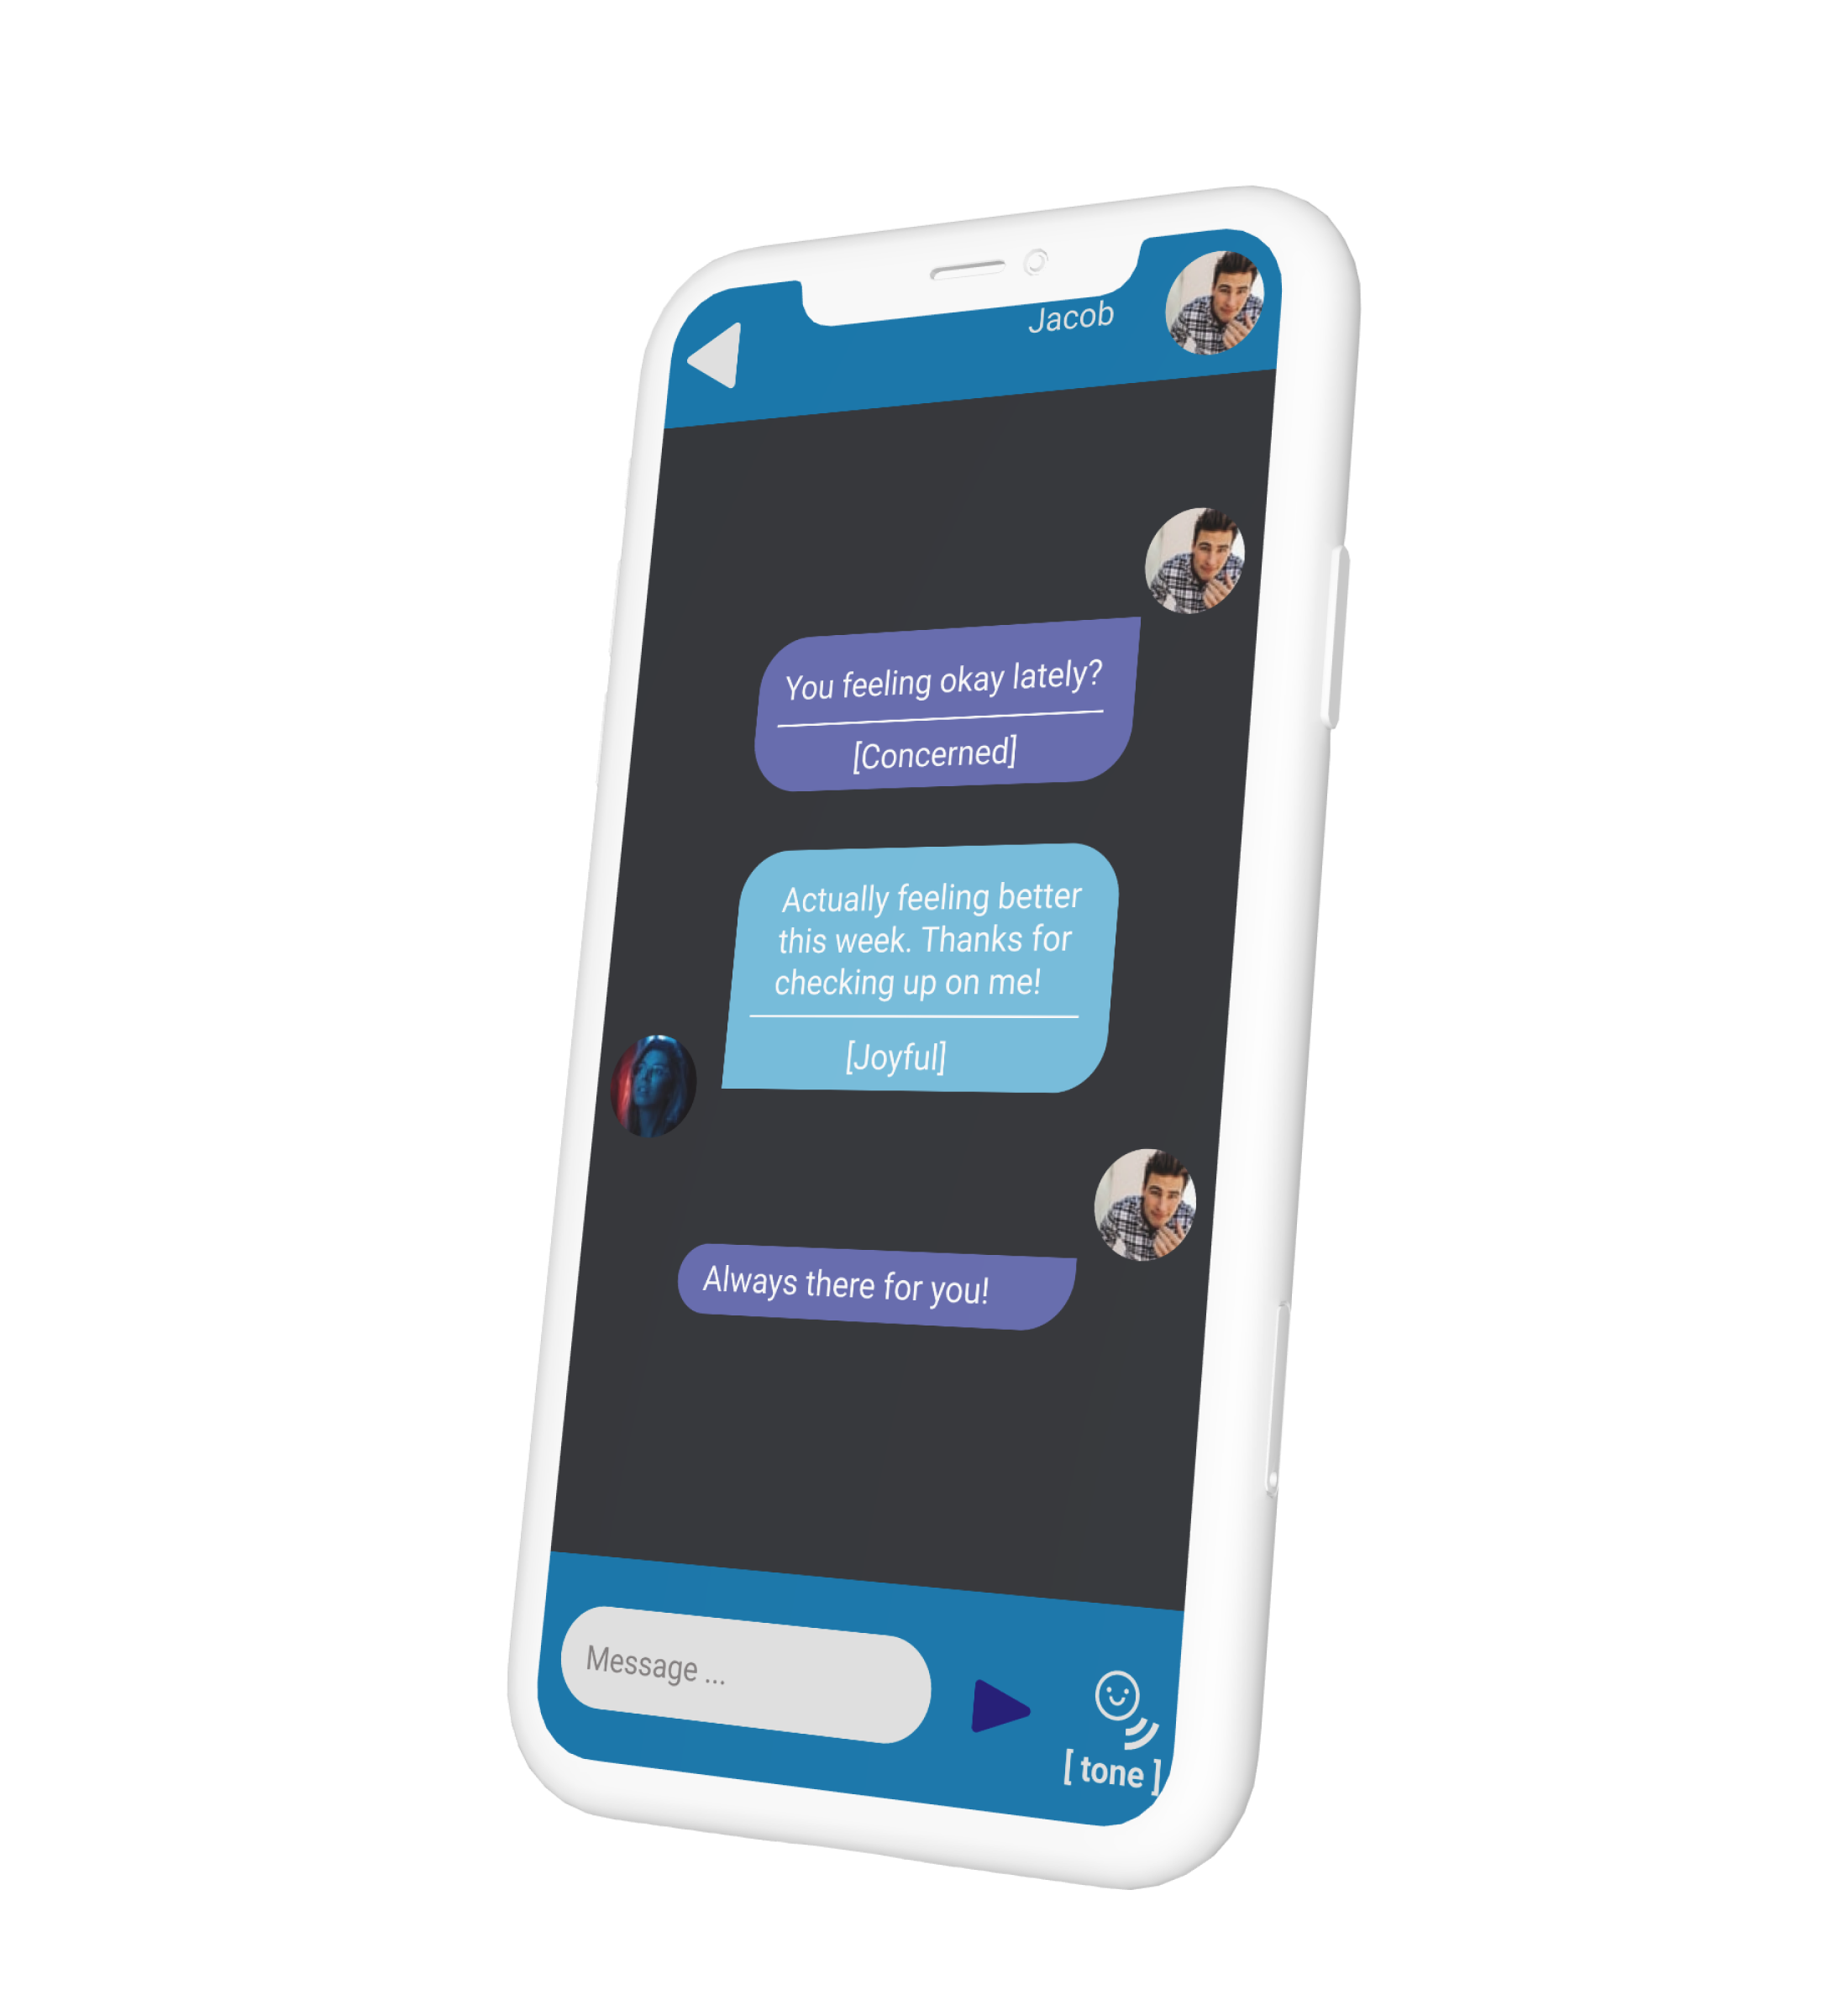 Jacob
You feeling okay lately?
[Concerned]
Actually feeling better
this week. Thanks for
checking up on me!
[Joyful]
Always there for you!
Message ...
[ tone ]